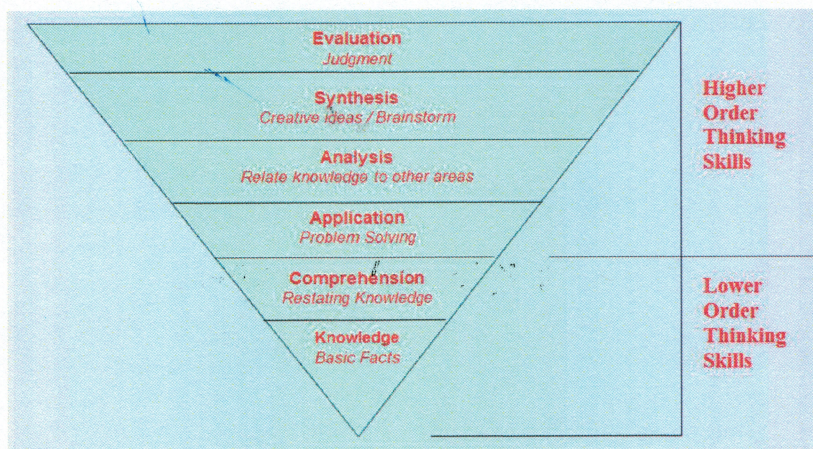 Evaluation
Judgment
Synthesis
Creative ideas / Brainstorm
Analysis
Relate knowledge to other areas
Application
Problem Solving
Comprehension
Restating Knowledge
Knowledge
Basic Facts
Higher
Order
Thinking
Skills
Lower
Order
Thinking
Skills